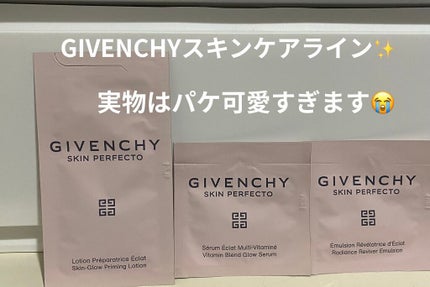 GIVENCHYスキンケアライン✨
実物はパケ可愛すぎます😭
GIVENCHY
SKIN PERFECTO
Lotion Préparatrice Éclat
Skin-Glow Priming Lotion
GIVENCHY
SKIN PERFECTO
Sérum Éclat Multi-Vitaminé
Vitamin Blend Glow Serum
GIVENCHY
SKIN PERFECTO
Émulsion Révélatrice d'Éclat
Radiance Reviver Emulsion